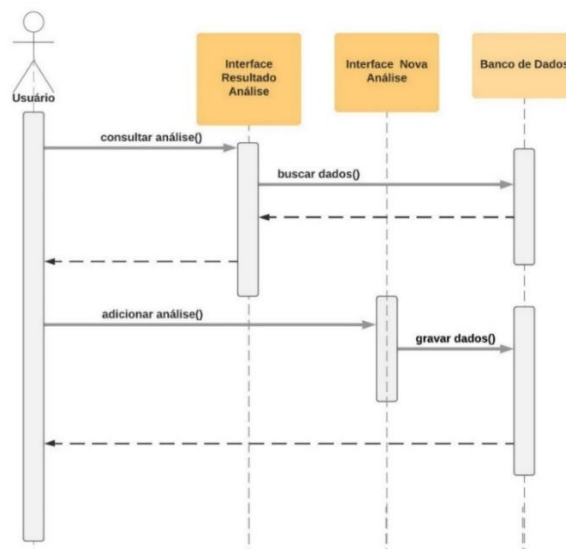 Usuário
Interface
Resultado
Análise
Interface Nova
Análise
Banco de Dados
consultar análise()
buscar dados()
adicionar análise()
gravar dados()